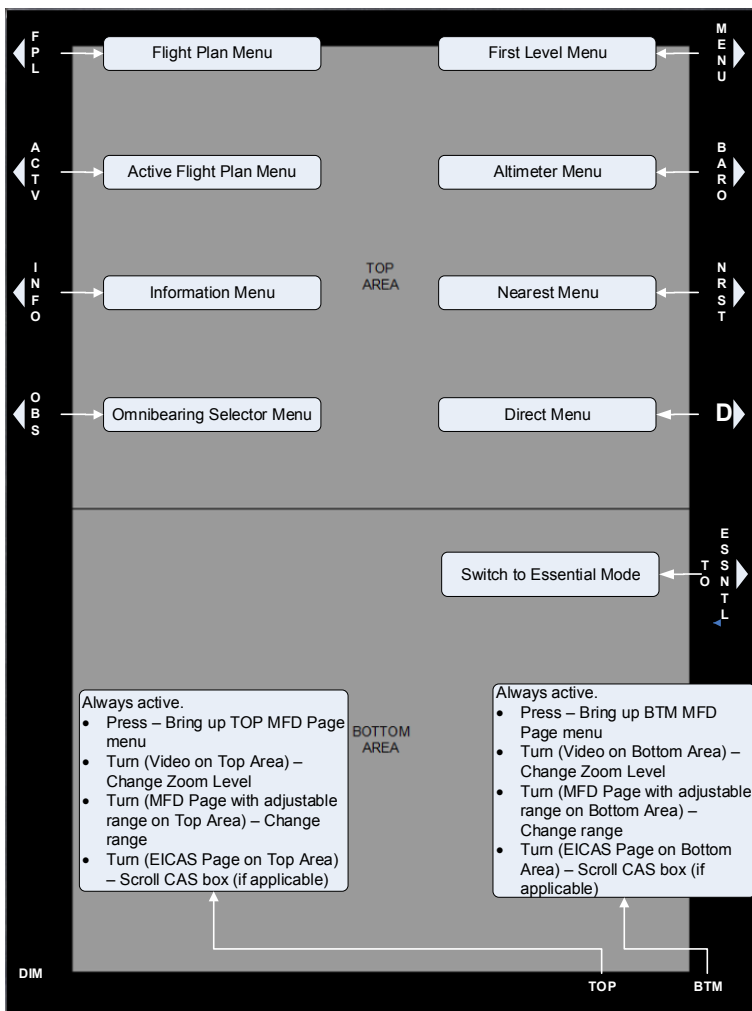 FPL
Flight Plan Menu
First Level Menu
MENU
ACTV
Active Flight Plan Menu
Altimeter Menu
BARO
INFO
Information Menu
TOP
AREA
Nearest Menu
NRST
OBS
Omnibearing Selector Menu
Direct Menu
D
Switch to Essential Mode
TO
ESSNTL
Always active.
• Press – Bring up TOP MFD Page
menu
• Turn (Video on Top Area) –
Change Zoom Level
• Turn (MFD Page with adjustable
range on Top Area) – Change
range
• Turn (EICAS Page on Top Area)
– Scroll CAS box (if applicable)
BOTTOM
AREA
Always active.
• Press – Bring up BTM MFD
Page menu
• Turn (Video on Bottom Area) –
Change Zoom Level
• Turn (MFD Page with adjustable
range on Bottom Area) –
Change range
• Turn (EICAS Page on Bottom
Area) – Scroll CAS box (if
applicable)
DIM
TOP
BTM